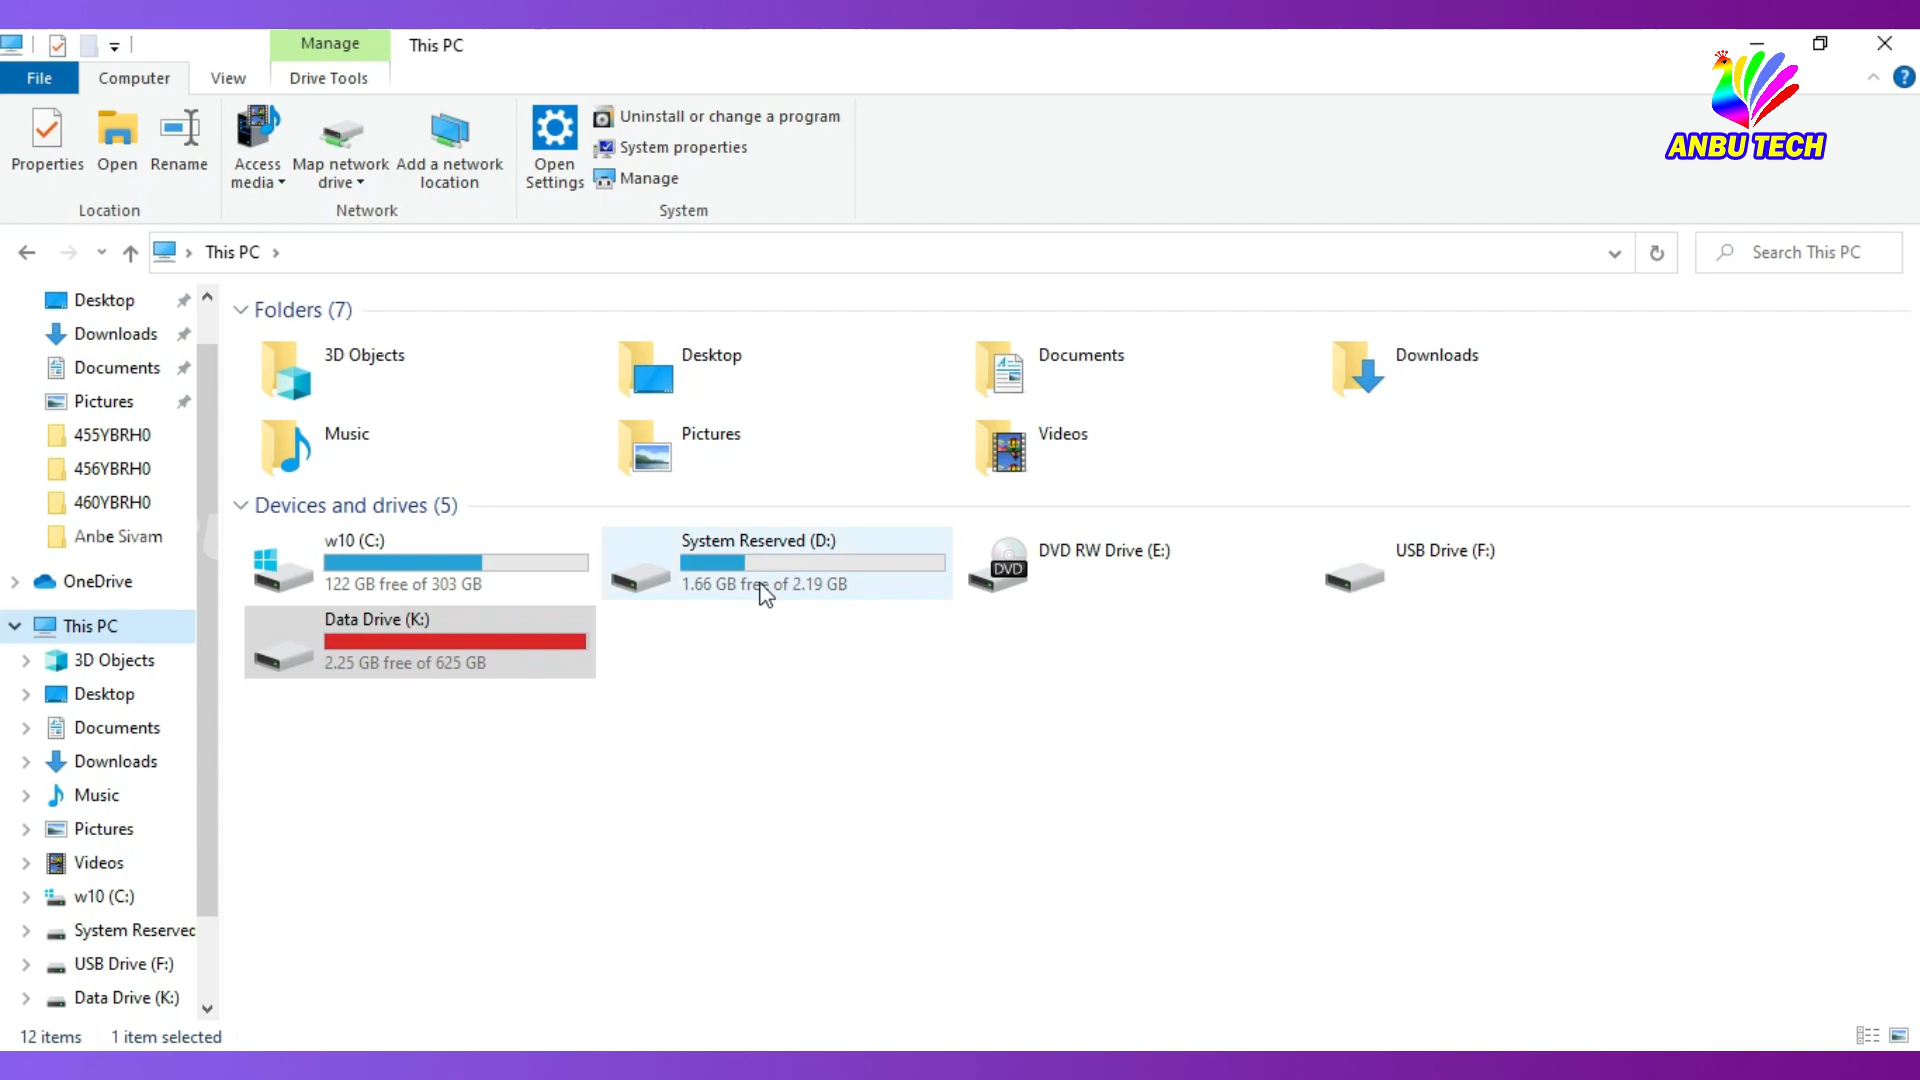 Manage
This PC
File
Computer
View
Drive Tools
Properties
Open
Rename
Access media
Map network drive
Add a network location
Open Settings
Uninstall or change a program
System properties
Manage
Location
Network
System
ANBU TECH
This PC
Search This PC
Desktop
Downloads
Documents
Pictures
455YBRH0
456YBRH0
460YBRH0
Anbe Sivam
OneDrive
This PC
3D Objects
Desktop
Documents
Downloads
Music
Pictures
Videos
w10 (C:)
System Reserved
USB Drive (F:)
Data Drive (K:)
Folders (7)
3D Objects
Desktop
Documents
Downloads
Music
Pictures
Videos
Devices and drives (5)
w10 (C:)
122 GB free of 303 GB
System Reserved (D:)
1.66 GB free of 2.19 GB
DVD
DVD RW Drive (E:)
USB Drive (F:)
Data Drive (K:)
2.25 GB free of 625 GB
12 items
1 item selected